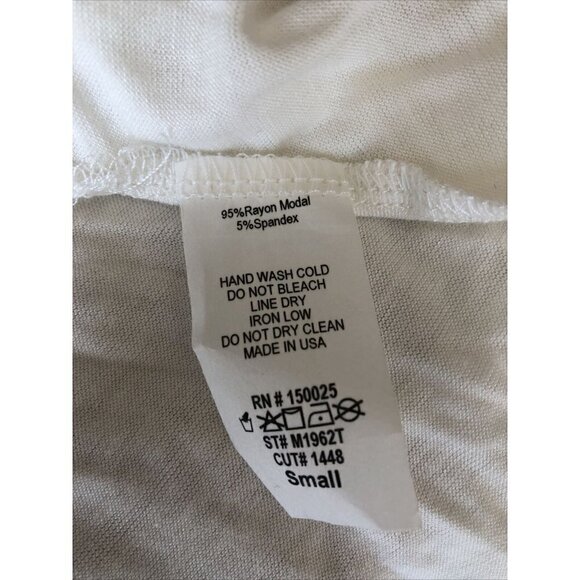 95%Rayon Modal
5%Spandex
HAND WASH COLD
DO NOT BLEACH
LINE DRY
IRON LOW
DO NOT DRY CLEAN
MADE IN USA
RN # 150025
ST# M1962T
CUT# 1448
Small